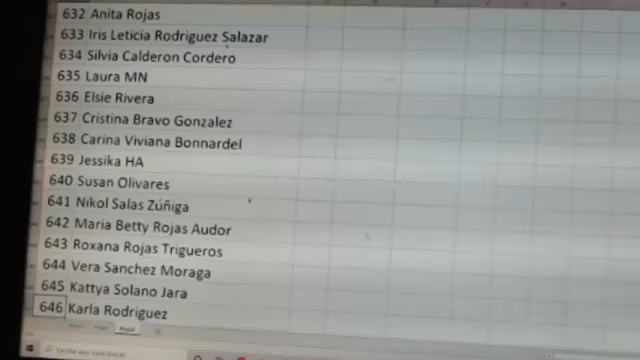 632 Anita Rojas
633 Iris Leticia Rodriguez Salazar
634 Silvia Calderon Cordero
635 Laura MN
636 Elsie Rivera
637 Cristina Bravo Gonzalez
638 Carina Viviana Bonnardel
639 Jessika HA
640 Susan Olivares
641 Nikol Salas Zúñiga
642 Maria Betty Rojas Audor
643 Roxana Rojas Trigueros
644 Vera Sanchez Moraga
645 Kattya Solano Jara
646 Karla Rodriguez